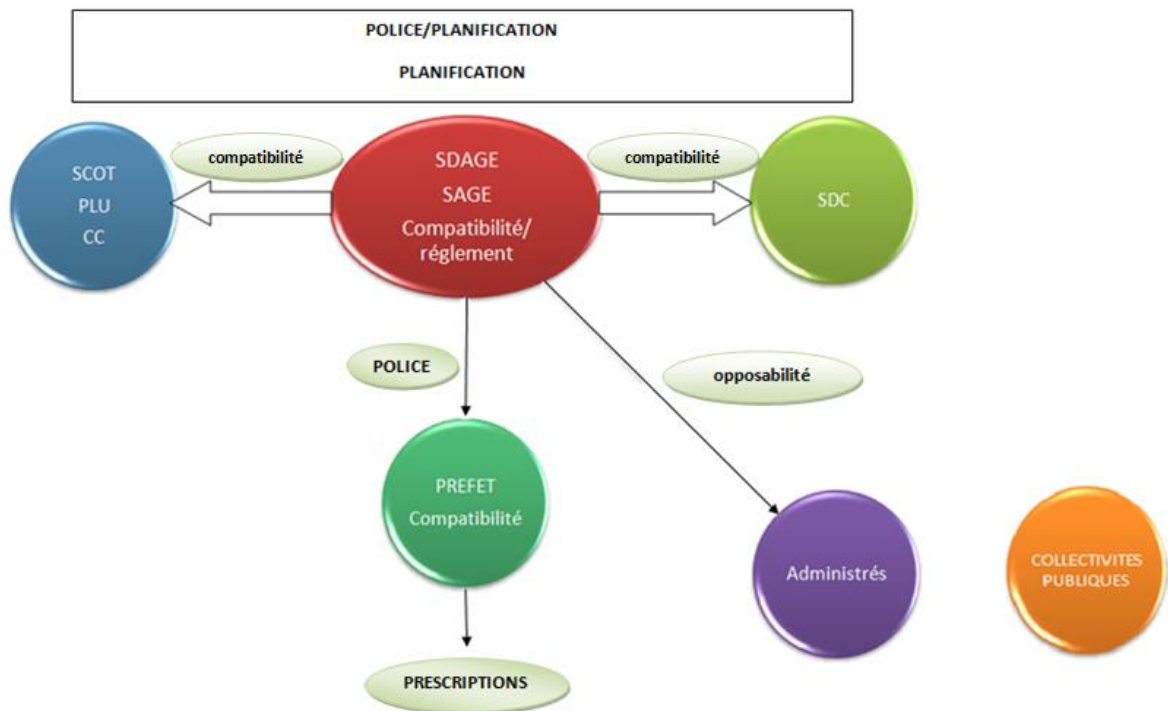 POLICE/PLANIFICATION
PLANIFICATION
compatibilité
compatibilité
SCOT
PLU
CC
SDAGE
SAGE
Compatibilité/
réglement
SDC
POLICE
opposabilité
PREFET
Compatibilité
Administrés
COLLECTIVITES
PUBLIQUES
PRESCRIPTIONS